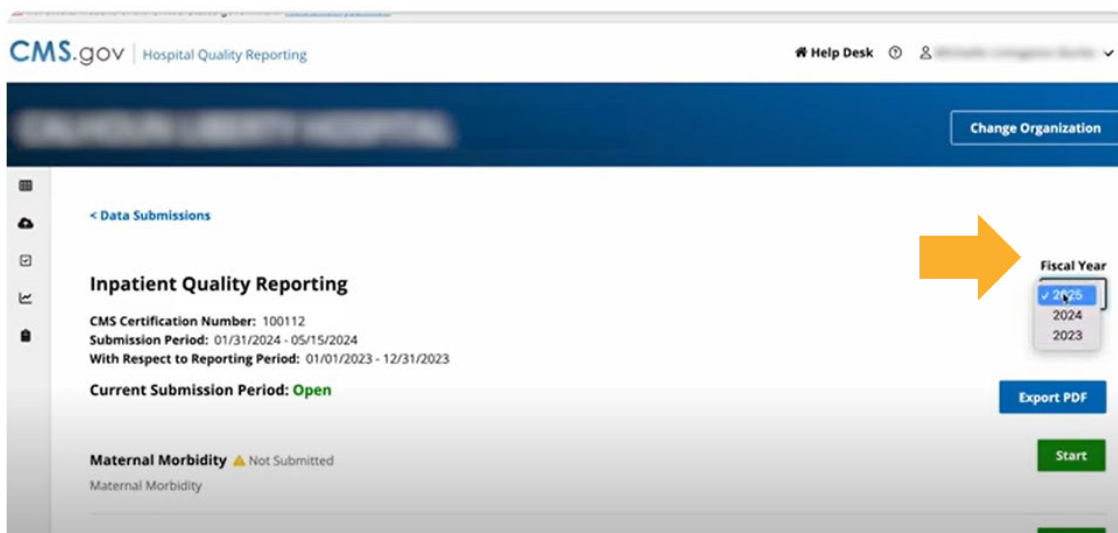 CMS.gov | Hospital Quality Reporting
Help Desk
Change Organization
< Data Submissions
Fiscal Year
Inpatient Quality Reporting
✓ 2025
2024
2023
CMS Certification Number: 100112
Submission Period: 01/31/2024 - 05/15/2024
With Respect to Reporting Period: 01/01/2023 - 12/31/2023
Current Submission Period: Open
Export PDF
Maternal Morbidity Not Submitted
Start
Maternal Morbidity